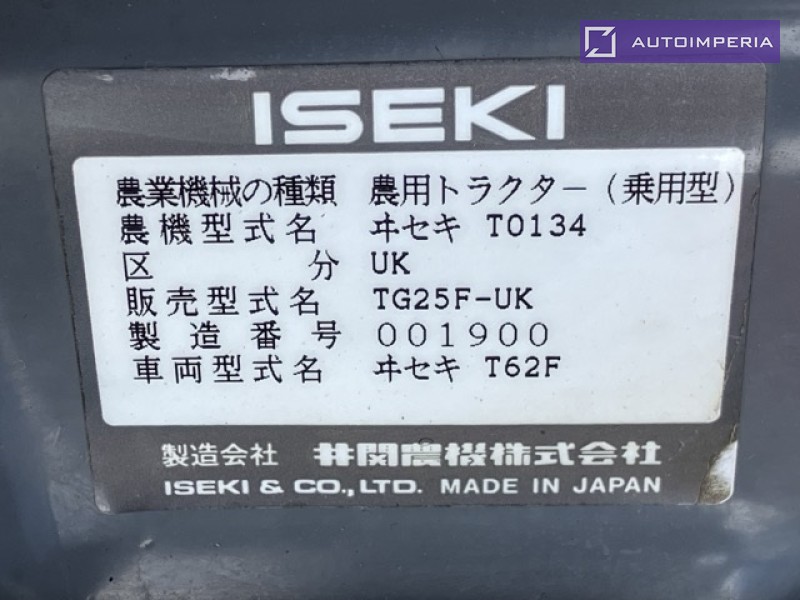 AUTOIMPERIA
ISEKI
農業機械の種類 農用トラクター(乗用型)
農機型式名 ヰセキ T0134
区分 UK
販売型式名 TG25F-UK
製造番号 001900
車両型式名 ヰセキ T62F
製造会社 井関農機株式会社
ISEKI & CO., LTD. MADE IN JAPAN